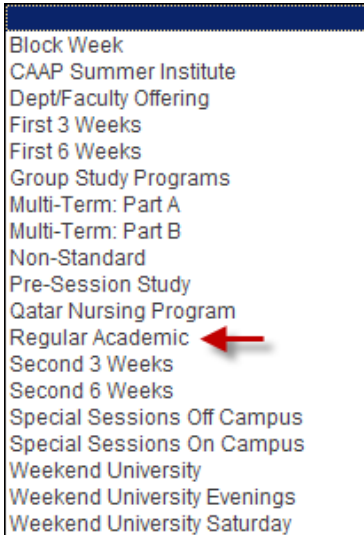 Block Week
CAAP Summer Institute
Dept/Faculty Offering
First 3 Weeks
First 6 Weeks
Group Study Programs
Multi-Term: Part A
Multi-Term: Part B
Non-Standard
Pre-Session Study
Qatar Nursing Program
Regular Academic
Second 3 Weeks
Second 6 Weeks
Special Sessions Off Campus
Special Sessions On Campus
Weekend University
Weekend University Evenings
Weekend University Saturday